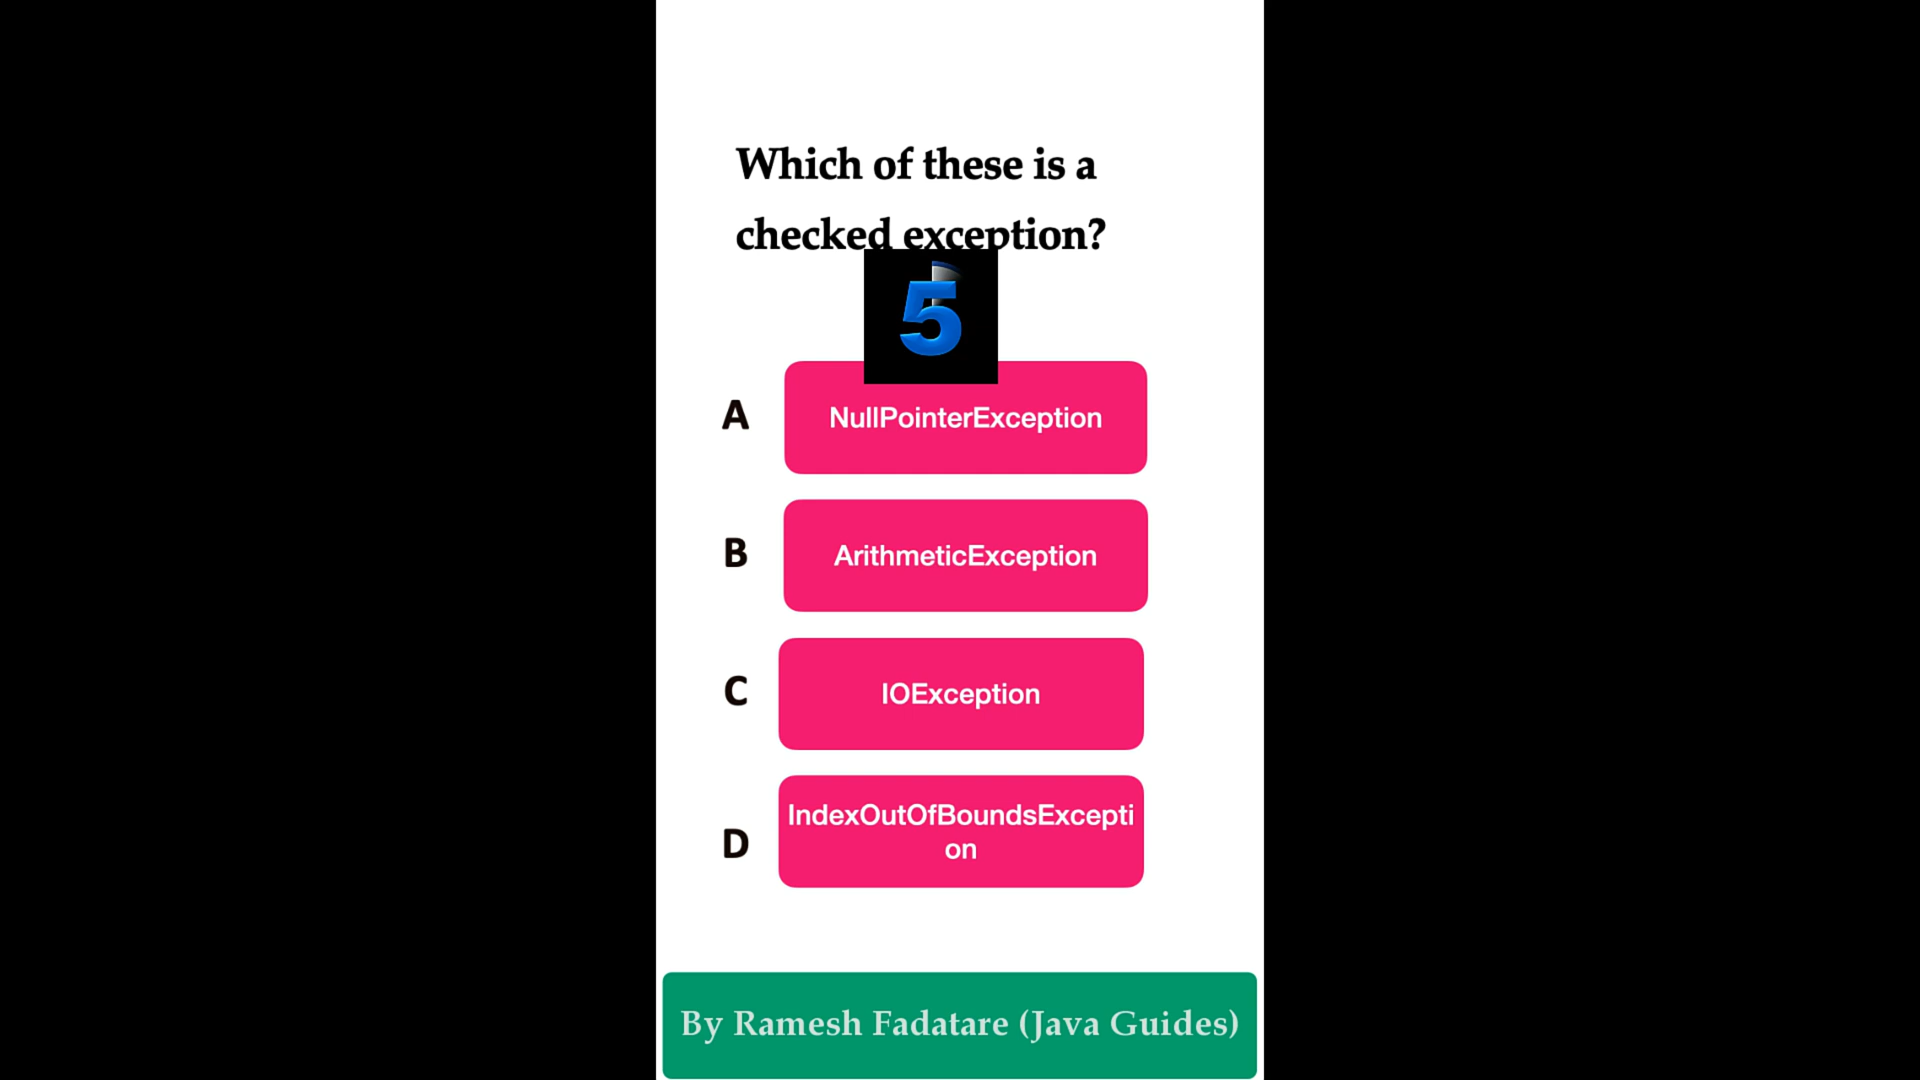 Which of these is a
checked exception?
5
A
NullPointerException
B
ArithmeticException
C
IOException
D
IndexOutOfBoundsExcepti
on
By Ramesh Fadatare (Java Guides)